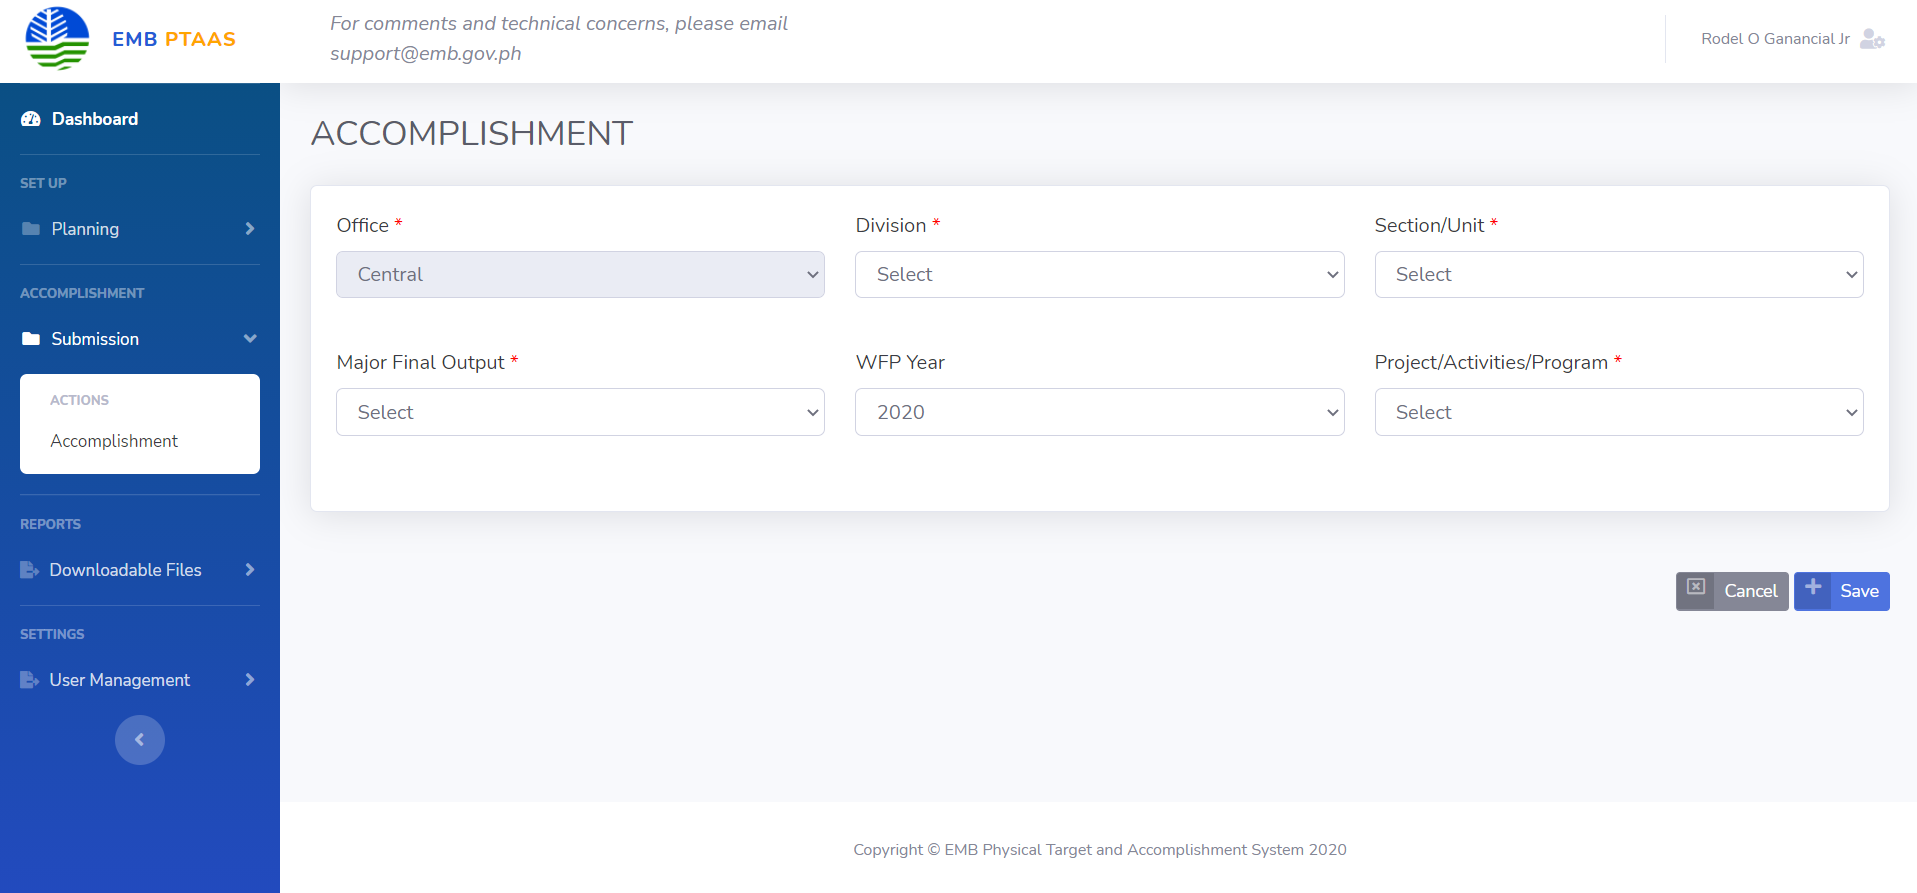 EMB PTAAS
For comments and technical concerns, please email
support@emb.gov.ph
Rodel O Ganancial Jr
Dashboard
SET UP
Planning
ACCOMPLISHMENT
Submission
ACTIONS
Accomplishment
REPORTS
Downloadable Files
SETTINGS
User Management
ACCOMPLISHMENT
Office *
Division *
Section/Unit *
Central
Select
Select
Major Final Output *
WFP Year
Project/Activities/Program *
Select
2020
Select
Cancel
Save
Copyright © EMB Physical Target and Accomplishment System 2020